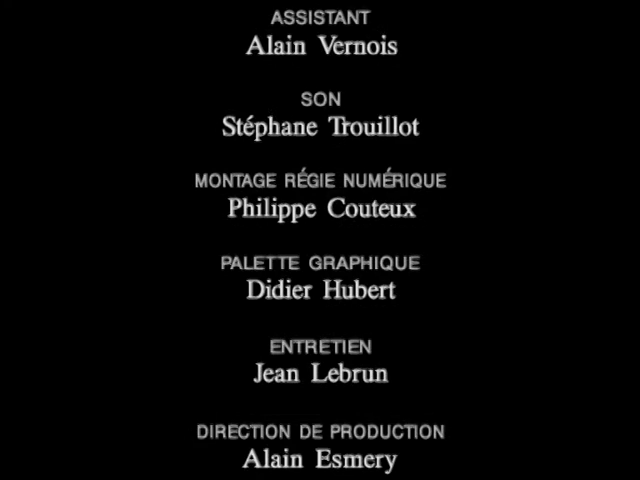 ASSISTANT
Alain Vernois
SON
Stéphane Trouillot
MONTAGE RÉGIE NUMÉRIQUE
Philippe Couteux
PALETTE GRAPHIQUE
Didier Hubert
ENTRETIEN
Jean Lebrun
DIRECTION DE PRODUCTION
Alain Esmery